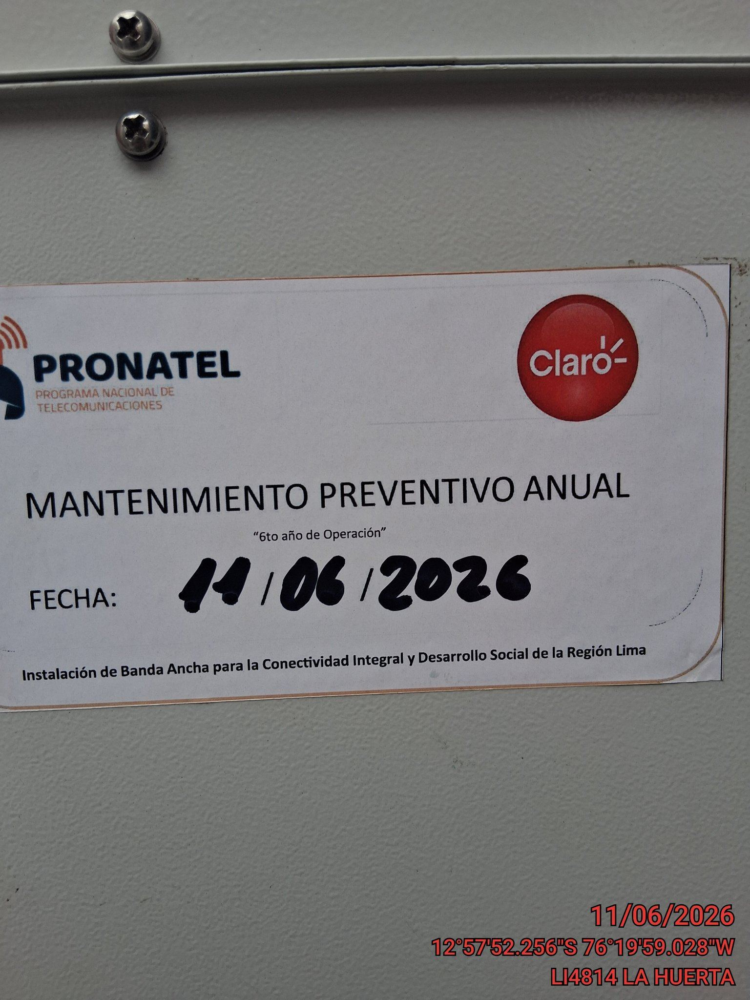 PRONATEL
PROGRAMA NACIONAL DE
TELECOMUNICACIONES
Claro
MANTENIMIENTO PREVENTIVO ANUAL
“6to año de Operación”
FECHA: 11/06/2026
Instalación de Banda Ancha para la Conectividad Integral y Desarrollo Social de la Región Lima
11/06/2026
12°57'52.256"S 76°19'59.028"W
LI4814 LA HUERTA